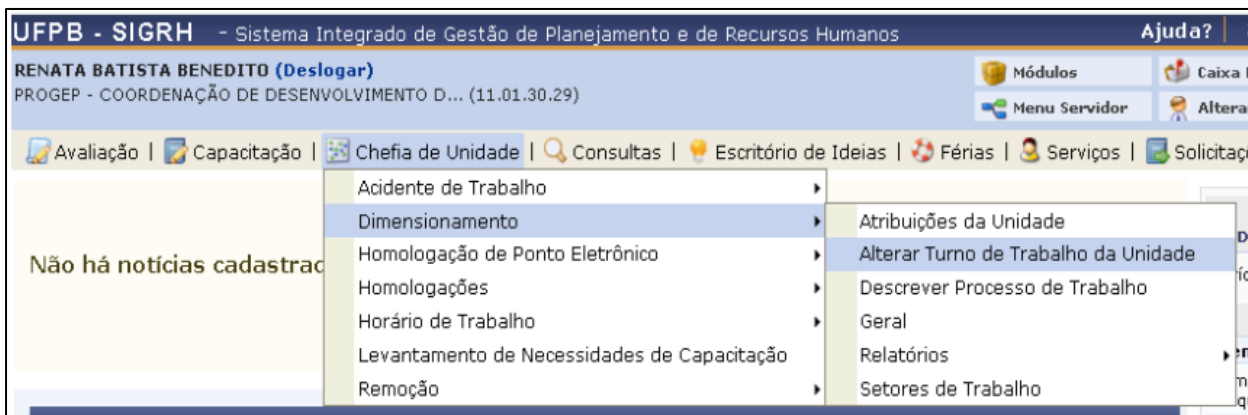 UFPB - SIGRH - Sistema Integrado de Gestão de Planejamento e de Recursos Humanos Ajuda?
RENATA BATISTA BENEDITO (Deslogar) Módulos Caixa
PROGEP - COORDENAÇÃO DE DESENVOLVIMENTO D... (11.01.30.29) Menu Servidor Altera
Avaliação | Capacitação | Chefia de Unidade | Consultas | Escritório de Ideias | Férias | Serviços | Solicitaç
Acidente de Trabalho
Dimensionamento Atribuições da Unidade
Não há notícias cadastrad Homologação de Ponto Eletrônico Alterar Turno de Trabalho da Unidade
Homologações Descrever Processo de Trabalho
Horário de Trabalho Geral
Levantamento de Necessidades de Capacitação Relatórios
Remoção Setores de Trabalho